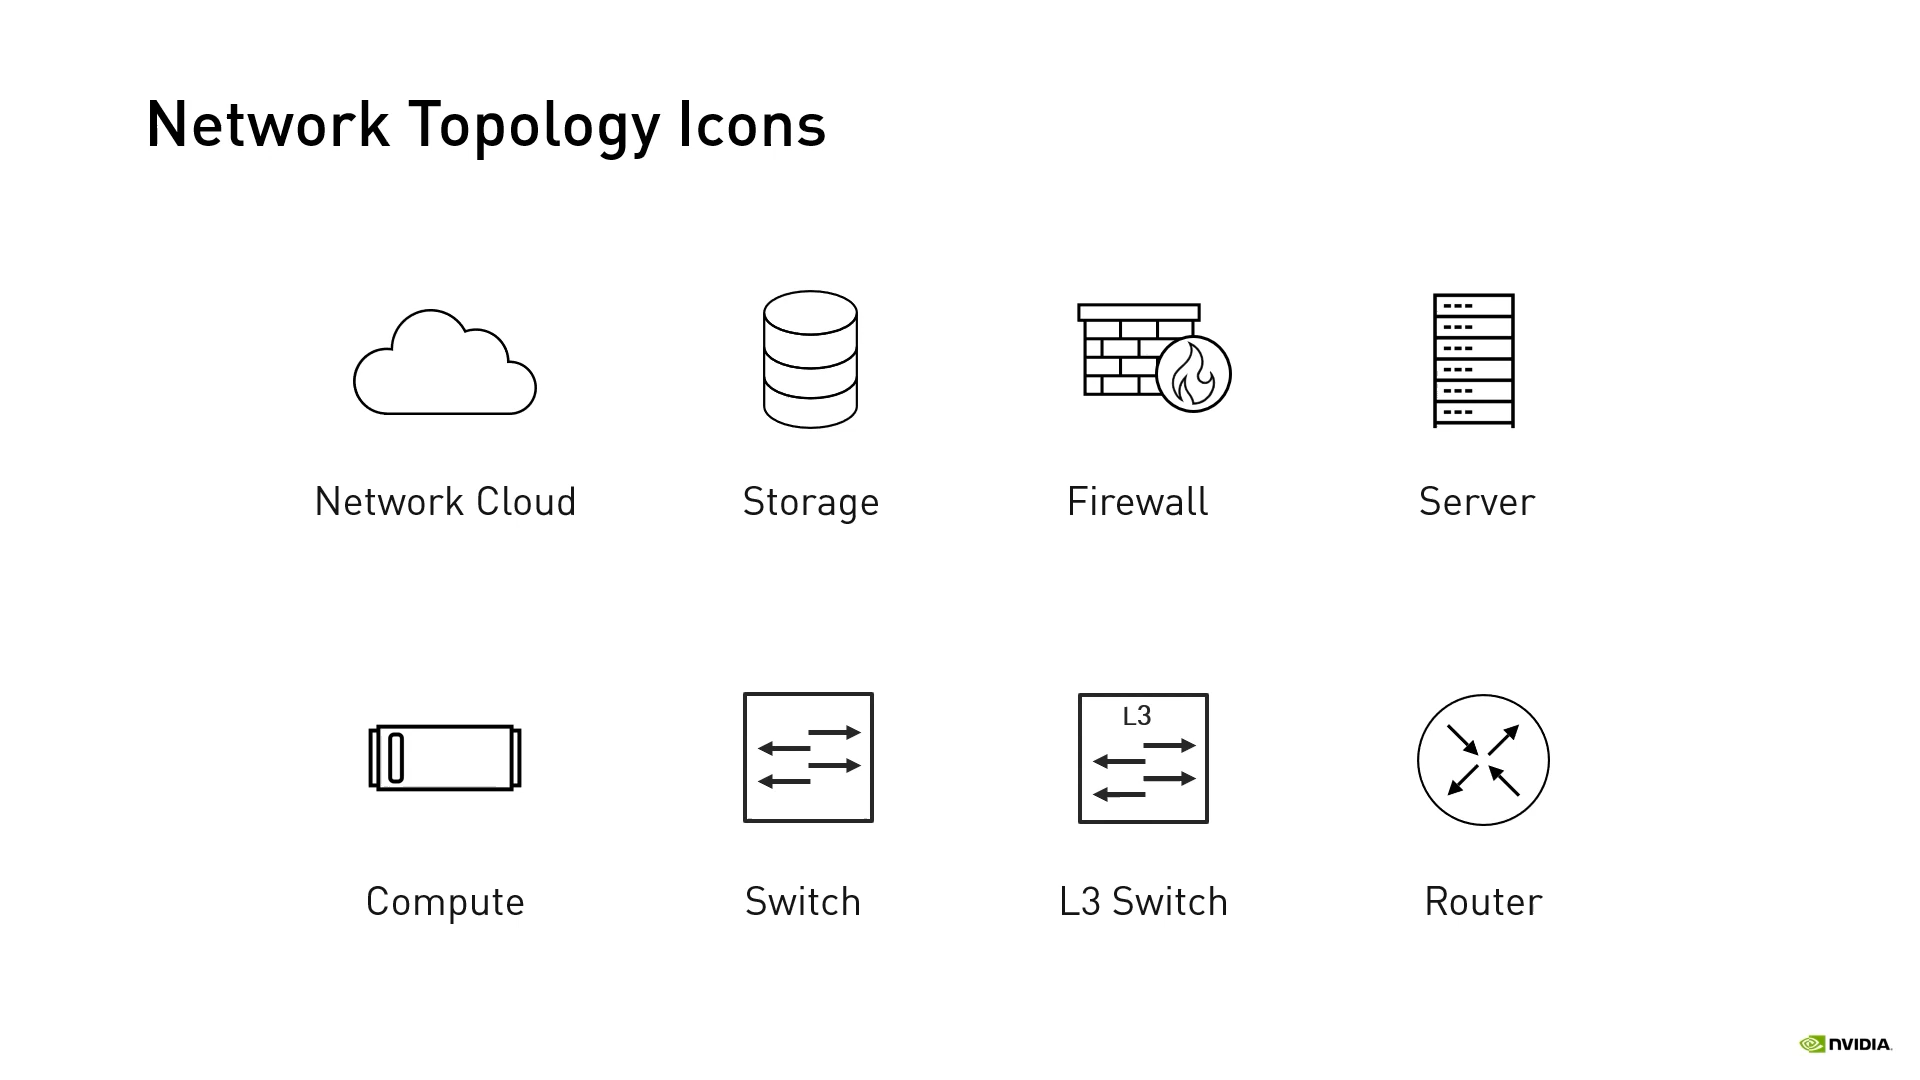 Network Topology Icons
Network Cloud
Storage
Firewall
Server
L3
Compute
Switch
L3 Switch
Router
NVIDIA.